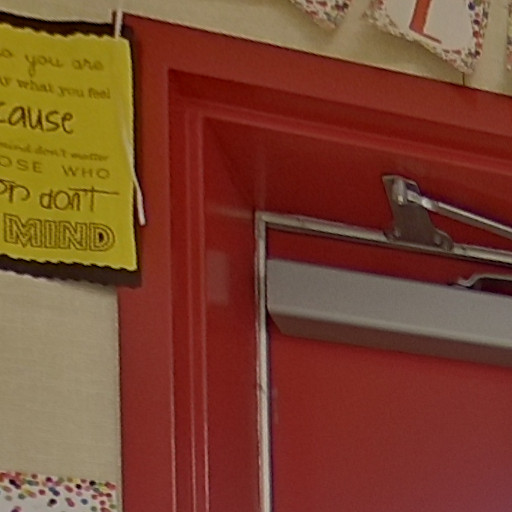 you are
what you feel
cause
mind don't matter
OSE WHO
don't
MIND